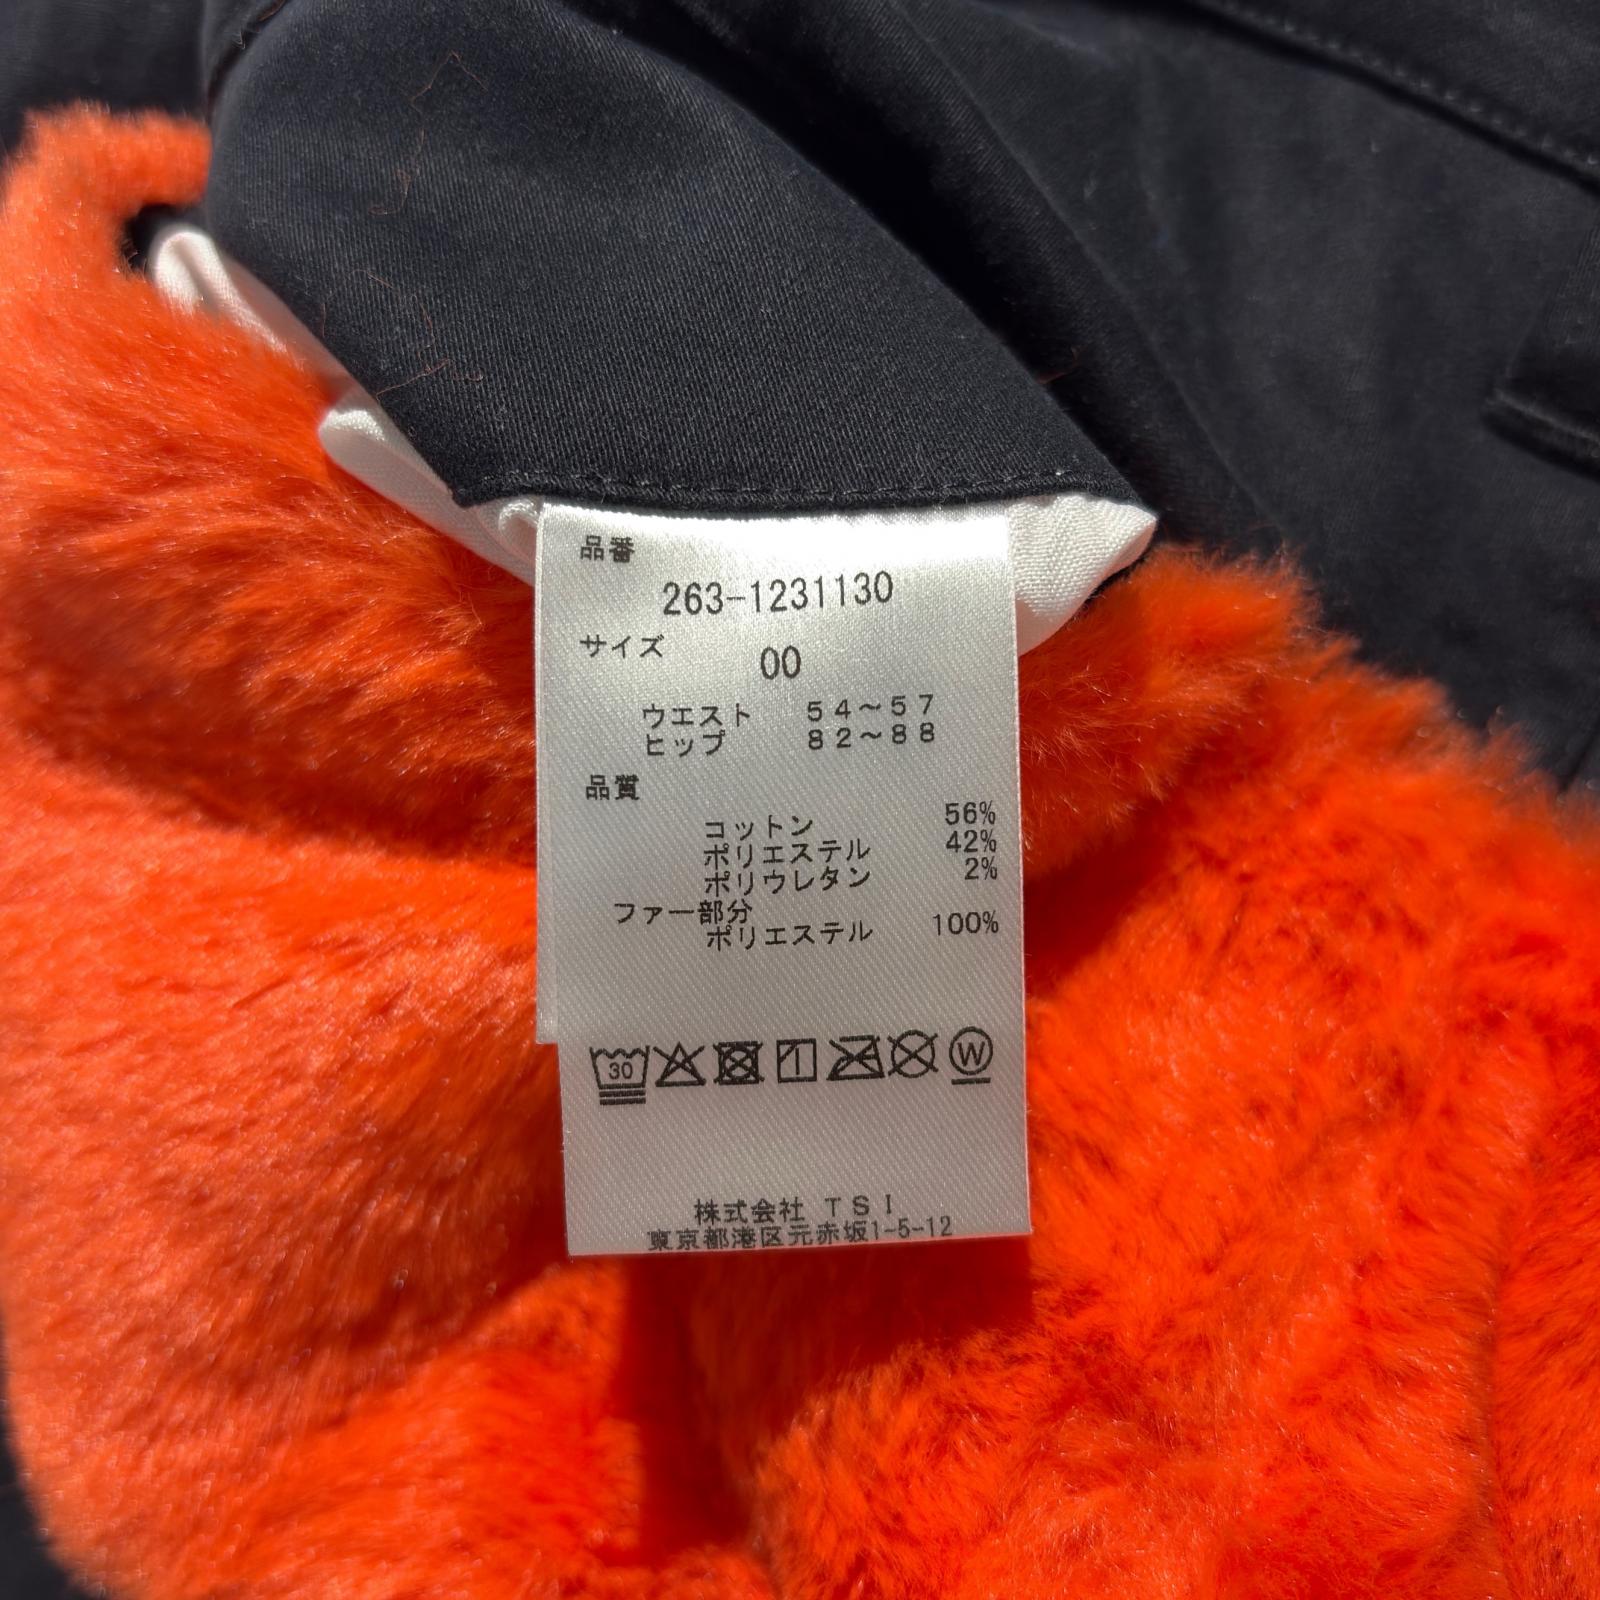 品番
263-1231130
サイズ
00
ウエスト 54～57
ヒップ 82～88
品質
コットン 56%
ポリエステル 42%
ポリウレタン 2%
ファー部分
ポリエステル 100%
30
W
株式会社 TSI
東京都港区元赤坂1-5-12